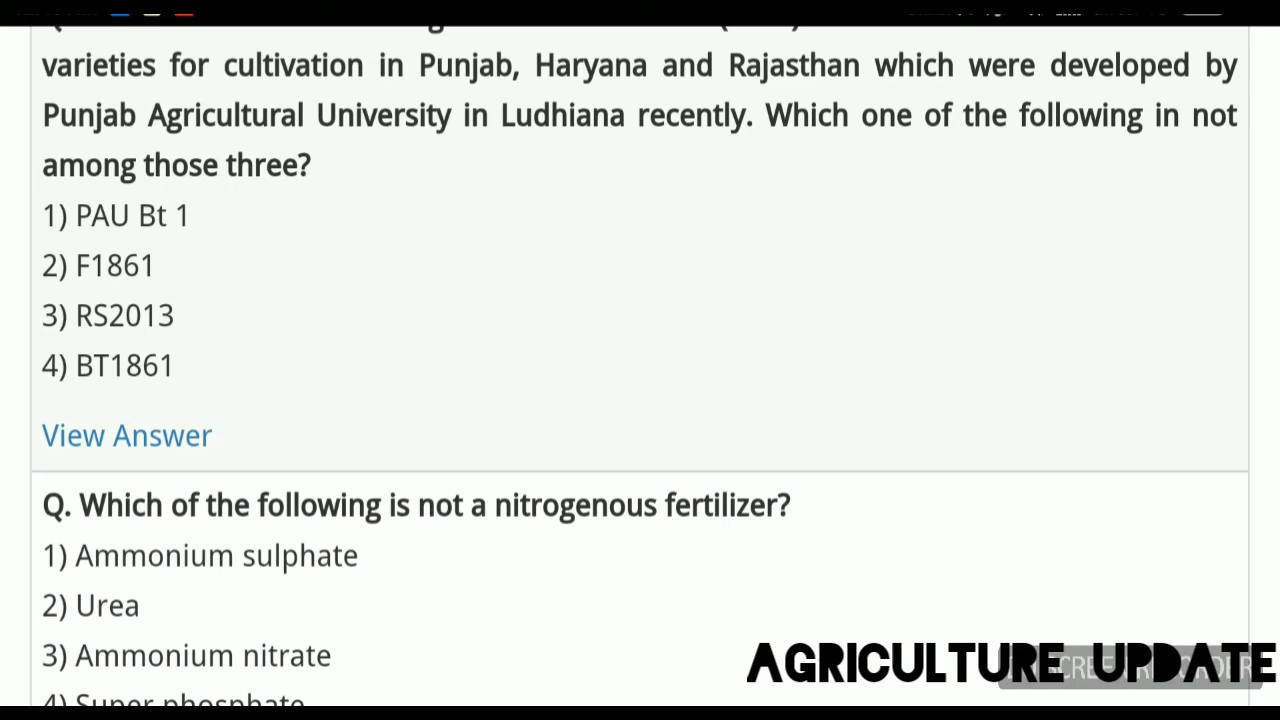 varieties for cultivation in Punjab, Haryana and Rajasthan which were developed by
Punjab Agricultural University in Ludhiana recently. Which one of the following in not
among those three?
1) PAU Bt 1
2) F1861
3) RS2013
4) BT1861
View Answer
Q. Which of the following is not a nitrogenous fertilizer?
1) Ammonium sulphate
2) Urea
3) Ammonium nitrate
4) Super phosphate
AGRICULTURE UPDATE